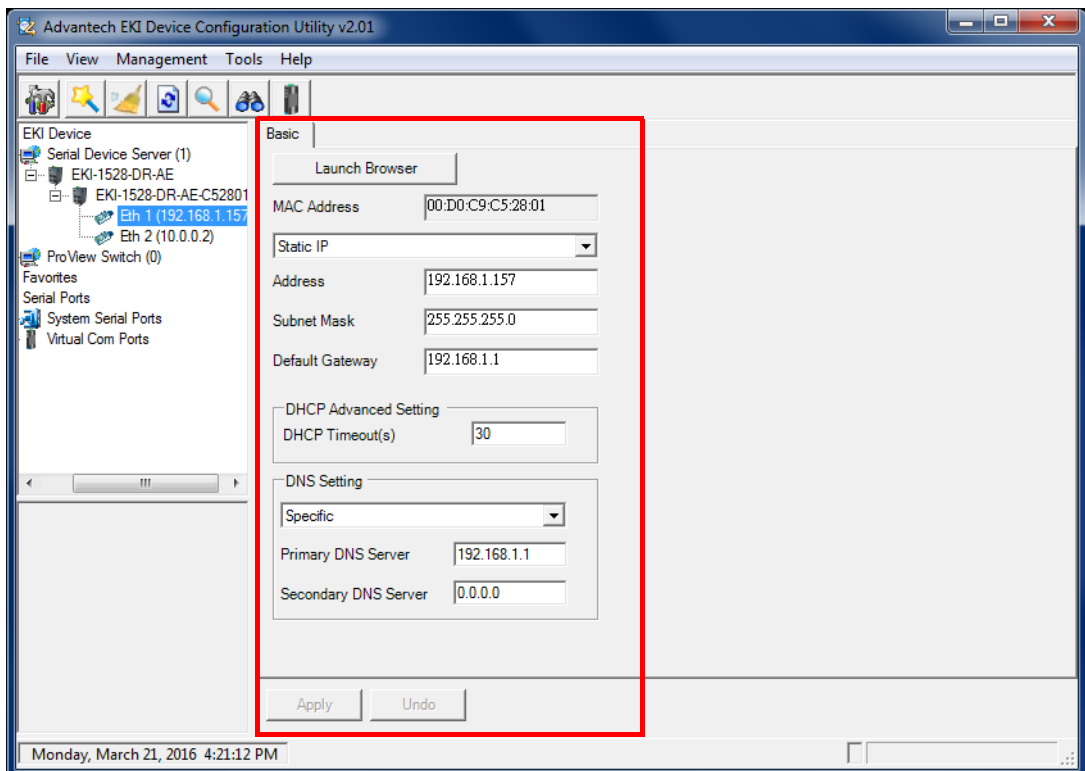 Advantech EKI Device Configuration Utility v2.01
File View Management Tools Help
EKI Device
Serial Device Server (1)
EKI-1528-DR-AE
EKI-1528-DR-AE-C52801
Eth 1 (192.168.1.157
Eth 2 (10.0.0.2)
ProView Switch (0)
Favorites
Serial Ports
System Serial Ports
Virtual Com Ports
Basic
Launch Browser
MAC Address 00:D0:C9:C5:28:01
Static IP
Address 192.168.1.157
Subnet Mask 255.255.255.0
Default Gateway 192.168.1.1
DHCP Advanced Setting
DHCP Timeout(s) 30
DNS Setting
Specific
Primary DNS Server 192.168.1.1
Secondary DNS Server 0.0.0.0
Apply Undo
Monday, March 21, 2016 4:21:12 PM